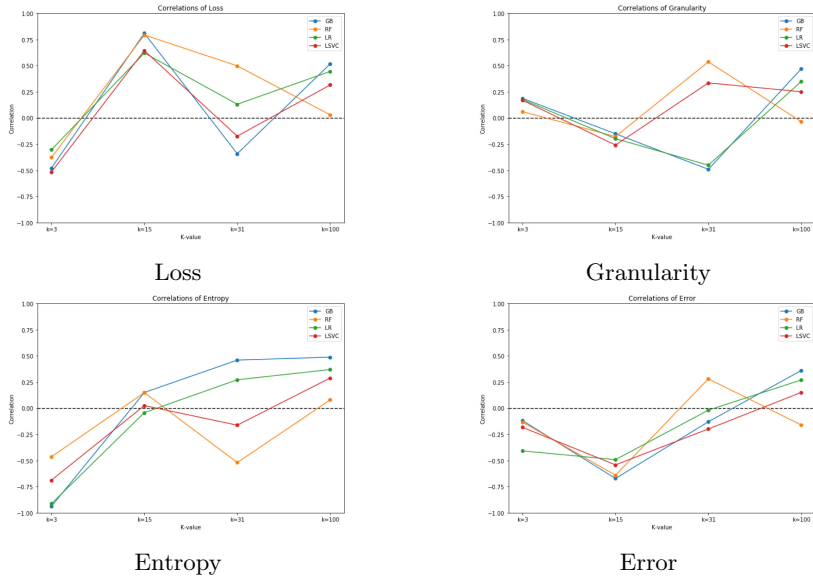 Correlations of Loss
1.00
0.75
0.50
0.25
0.00
−0.25
−0.50
−0.75
−1.00
Correlation
k=3 k=15 k=31 k=100
K-value
GB
RF
LR
LSVC
Loss
Correlations of Granularity
1.00
0.75
0.50
0.25
0.00
−0.25
−0.50
−0.75
−1.00
Correlation
k=3 k=15 k=31 k=100
K-value
GB
RF
LR
LSVC
Granularity
Correlations of Entropy
1.00
0.75
0.50
0.25
0.00
−0.25
−0.50
−0.75
−1.00
Correlation
k=3 k=15 k=31 k=100
K-value
GB
RF
LR
LSVC
Entropy
Correlations of Error
1.00
0.75
0.50
0.25
0.00
−0.25
−0.50
−0.75
−1.00
Correlation
k=3 k=15 k=31 k=100
K-value
GB
RF
LR
LSVC
Error